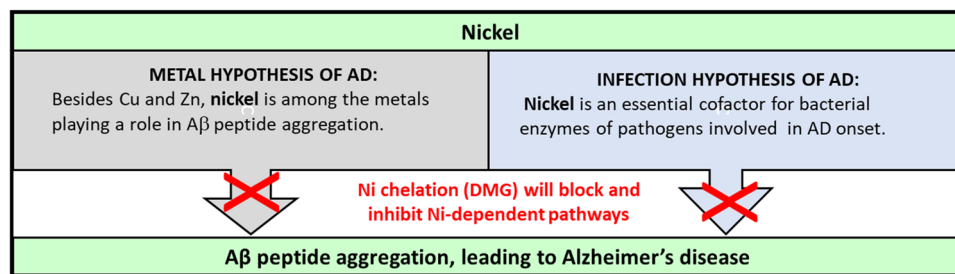 Nickel
METAL HYPOTHESIS OF AD:
Besides Cu and Zn, nickel is among the metals
playing a role in Aβ peptide aggregation.
INFECTION HYPOTHESIS OF AD:
Nickel is an essential cofactor for bacterial
enzymes of pathogens involved in AD onset.
Ni chelation (DMG) will block and
inhibit Ni-dependent pathways
Aβ peptide aggregation, leading to Alzheimer’s disease